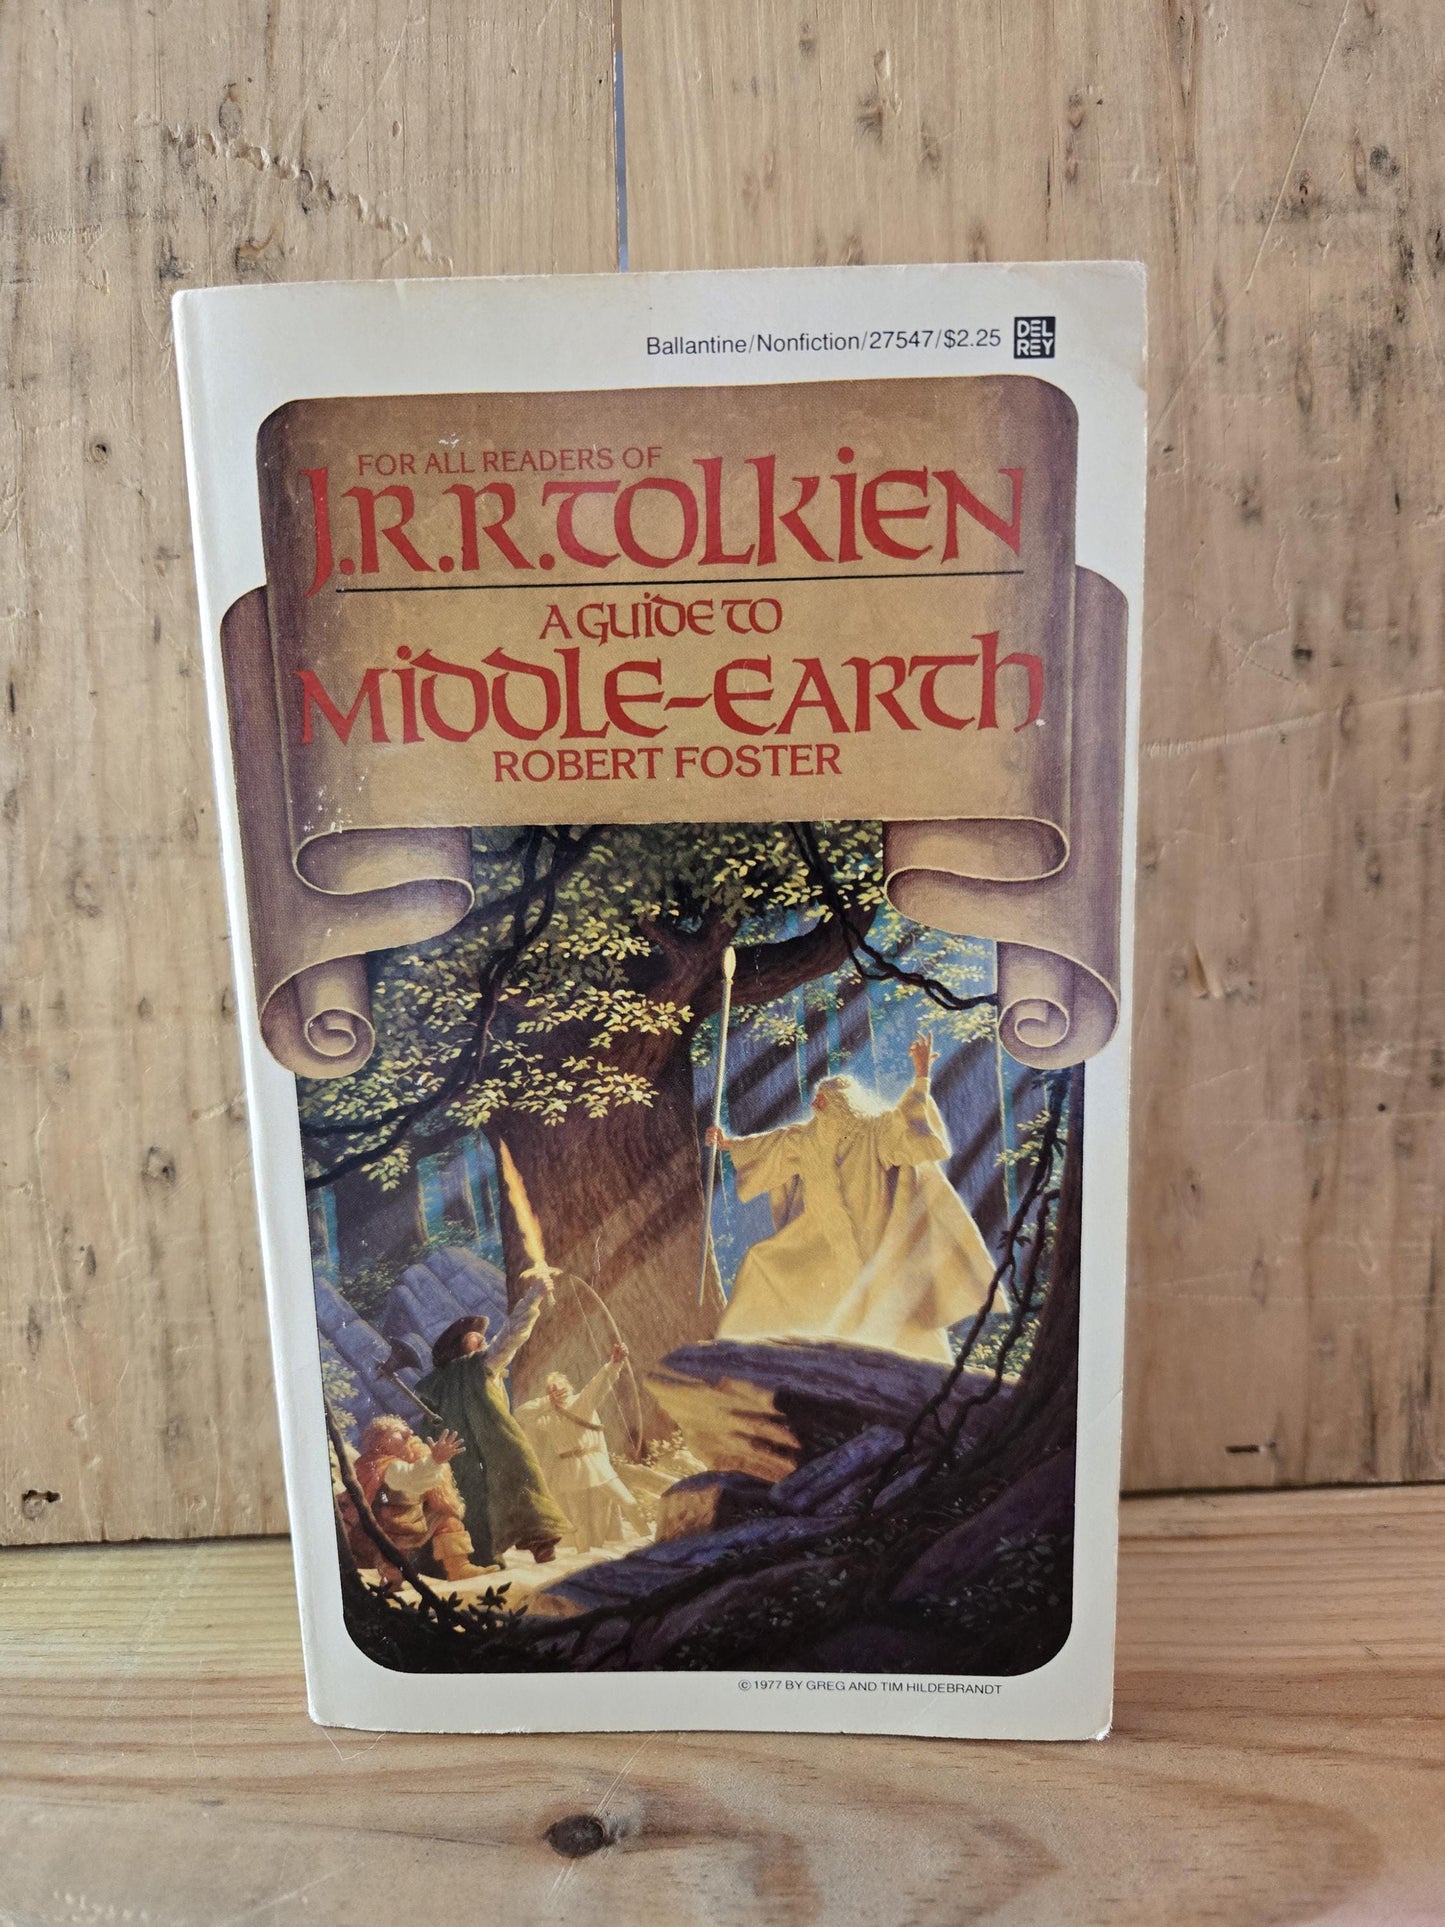 Ballantine/Nonfiction/27547/$2.25 DEL REY
FOR ALL READERS OF
J.R.R. TOLKIEN
A GUIDE TO
MIDDLE-EARTH
ROBERT FOSTER
© 1977 BY GREG AND TIM HILDEBRANDT